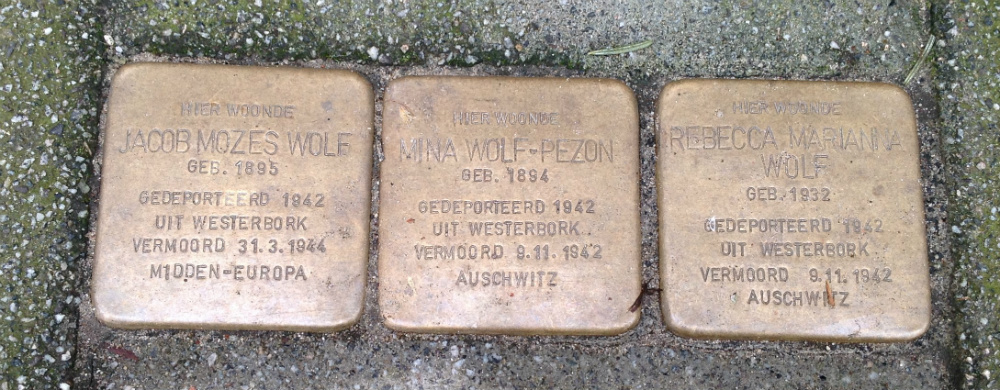 HIER WOONDE
JACOB MOZES WOLF
GEB. 1895
GEDEPORTEERD 1942
UIT WESTERBORK
VERMOORD 31.3.1944
MIDDEN-EUROPA
HIER WOONDE
MINA WOLF-PEZON
GEB. 1894
GEDEPORTEERD 1942
UIT WESTERBORK
VERMOORD 9.11.1942
AUSCHWITZ
HIER WOONDE
REBECCA MARIANNA
WOLF
GEB. 1932
GEDEPORTEERD 1942
UIT WESTERBORK
VERMOORD 9.11.1942
AUSCHWITZ